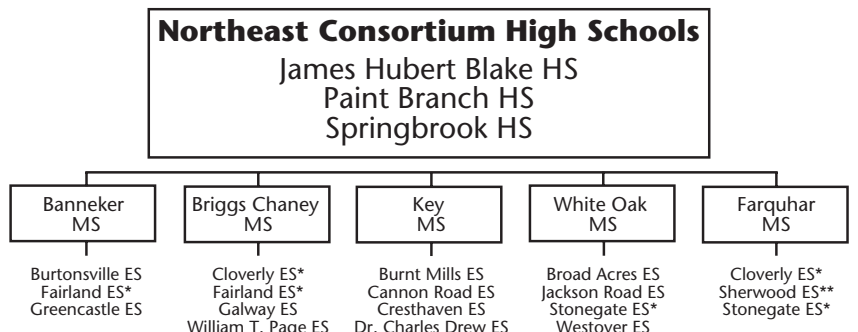 Northeast Consortium High Schools
James Hubert Blake HS
Paint Branch HS
Springbrook HS
Banneker
MS
Briggs Chaney
MS
Key
MS
White Oak
MS
Farquhar
MS
Burtonsville ES
Fairland ES*
Greencastle ES
Cloverly ES*
Fairland ES*
Galway ES
William T. Page ES
Burnt Mills ES
Cannon Road ES
Cresthaven ES
Dr. Charles Drew ES
Broad Acres ES
Jackson Road ES
Stonegate ES*
Westover ES
Cloverly ES*
Sherwood ES**
Stonegate ES*